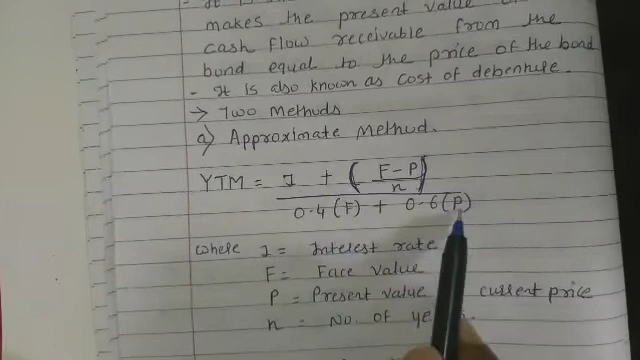 makes the present value
cash flow receivable from the
bond equal to the price of the bond
- It is also known as cost of debenture.
→ Two Methods
a) Approximate Method.
YTM = I + (F-P/n)
0.4(F) + 0.6(P)
where I = Interest rate
F = Face value
P = Present value current price
n = No. of